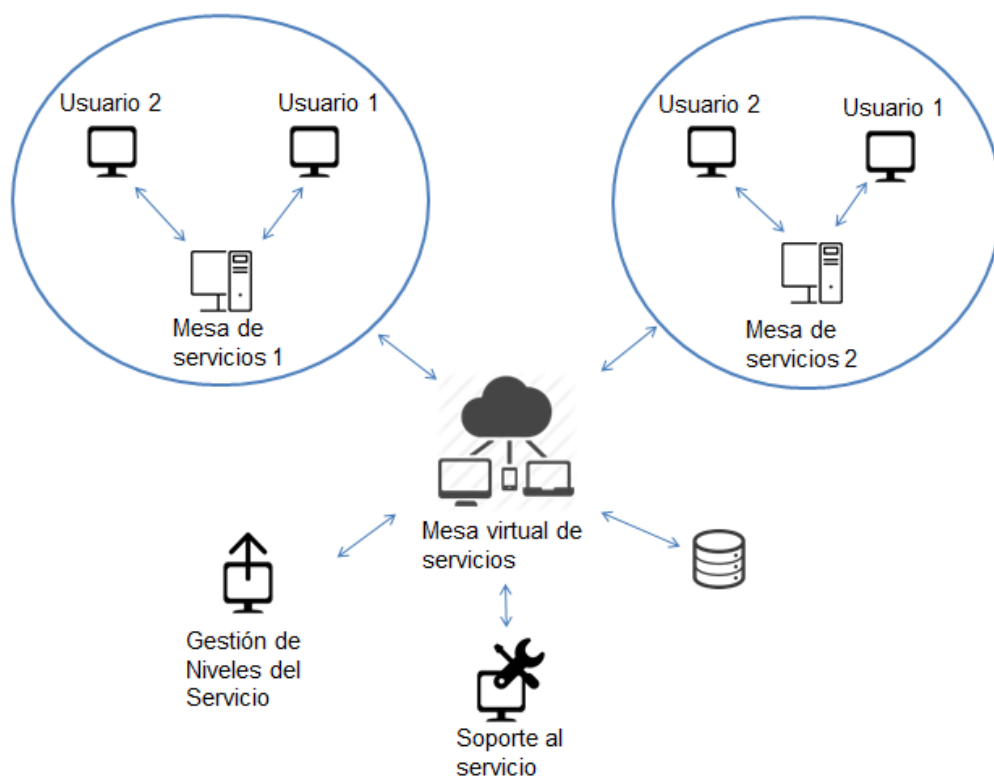 Usuario 2
Usuario 1
Usuario 2
Usuario 1
Mesa de
servicios 1
Mesa de
servicios 2
Mesa virtual de
servicios
Gestión de
Niveles del
Servicio
Soporte al
servicio